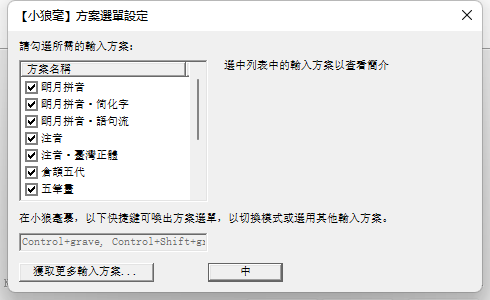 【小狼毫】方案選單設定
請勾選所需的輸入方案:
方案名稱
選中列表中的輸入方案以查看簡介
朙月拼音
朙月拼音·简化字
朙月拼音·語句流
注音
注音·臺灣正體
倉頡五代
五筆畫
在小狼毫裏，以下快捷鍵可喚出方案選單，以切換模式或選用其他輸入方案。
Control+grave, Control+Shift+gr
獲取更多輸入方案...
中